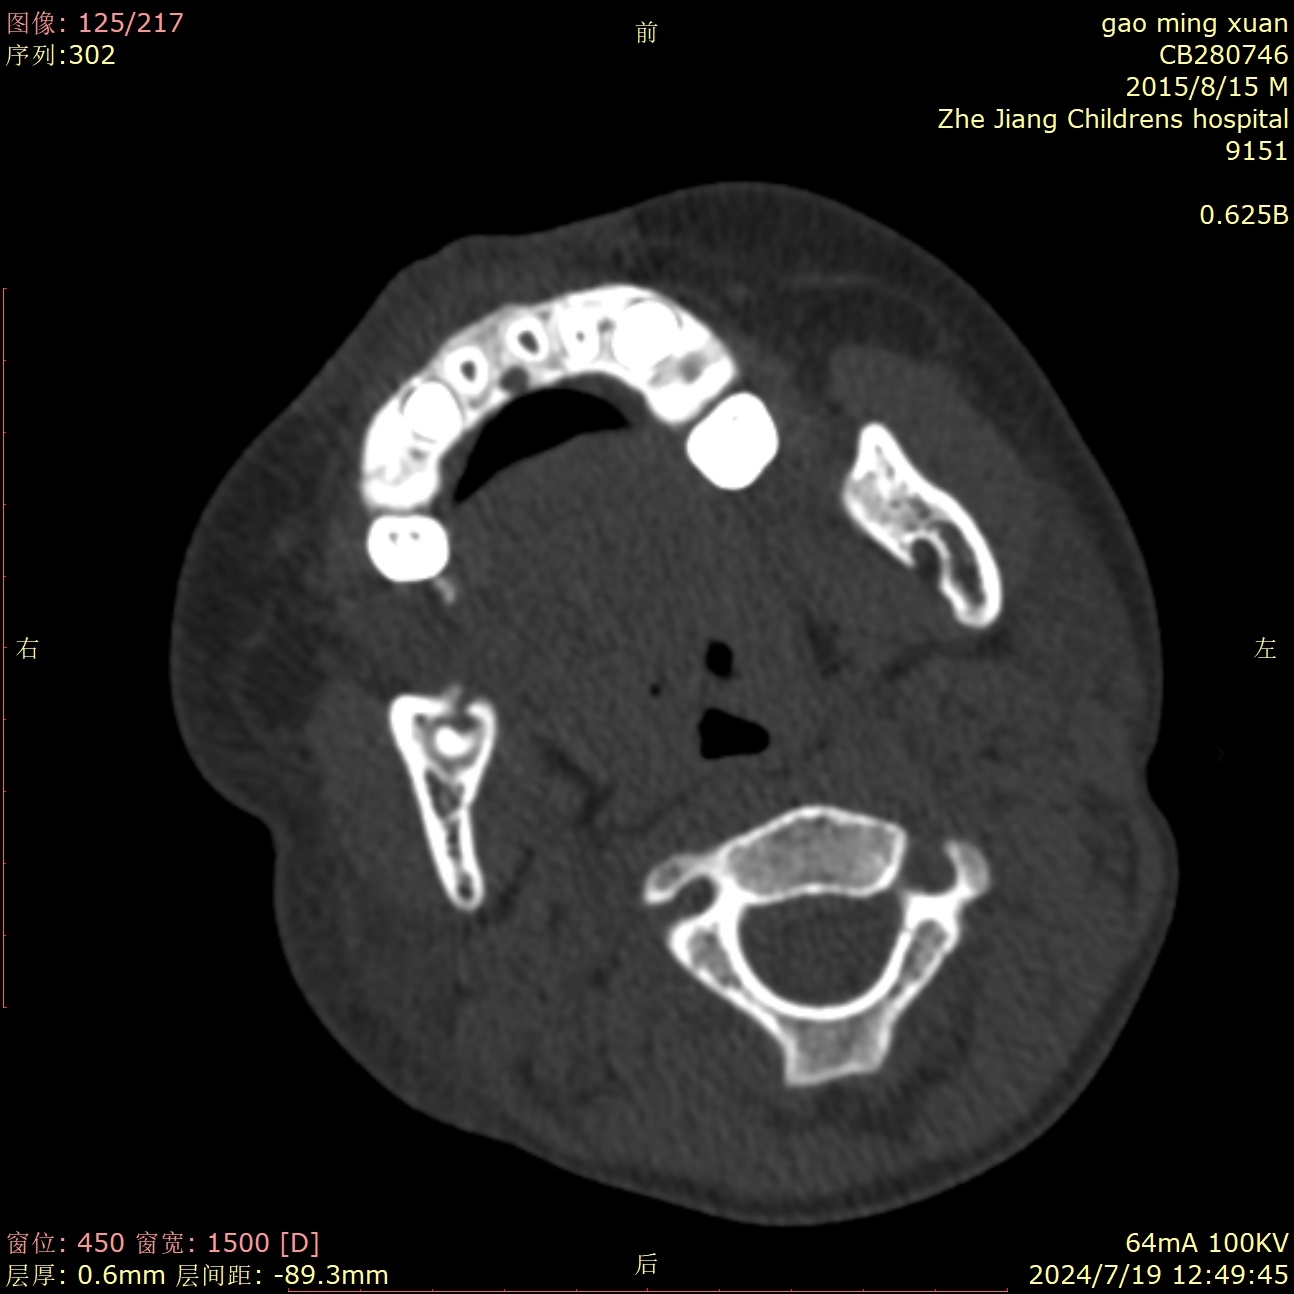 图像: 125/217
序列:302
前
gao ming xuan
CB280746
2015/8/15 M
Zhe Jiang Childrens hospital
9151
0.625B
右
左
窗位: 450 窗宽: 1500 [D]
层厚: 0.6mm 层间距: -89.3mm
后
64mA 100KV
2024/7/19 12:49:45